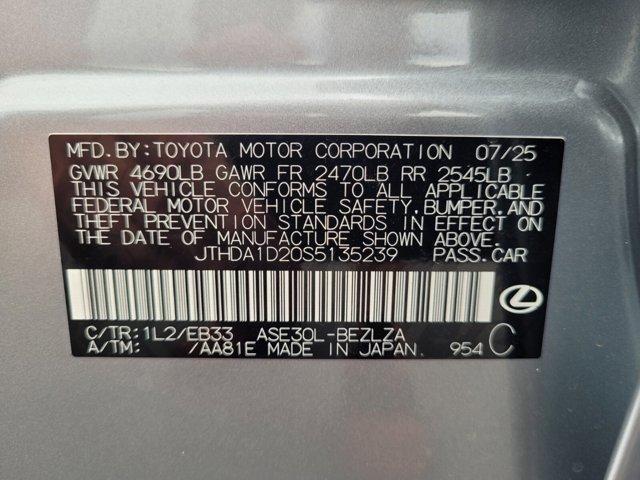 MFD. BY: TOYOTA MOTOR CORPORATION 07/25
GVWR 4690LB GAWR FR 2470LB RR 2545LB
THIS VEHICLE CONFORMS TO ALL APPLICABLE
FEDERAL MOTOR VEHICLE SAFETY, BUMPER, AND
THEFT PREVENTION STANDARDS IN EFFECT ON
THE DATE OF MANUFACTURE SHOWN ABOVE.
JTHDA1D20S5135239 PASS. CAR
C/TR: 1L2/EB33 ASE30L-BEZLZA
A/TM: /AA81E MADE IN JAPAN. 954 C